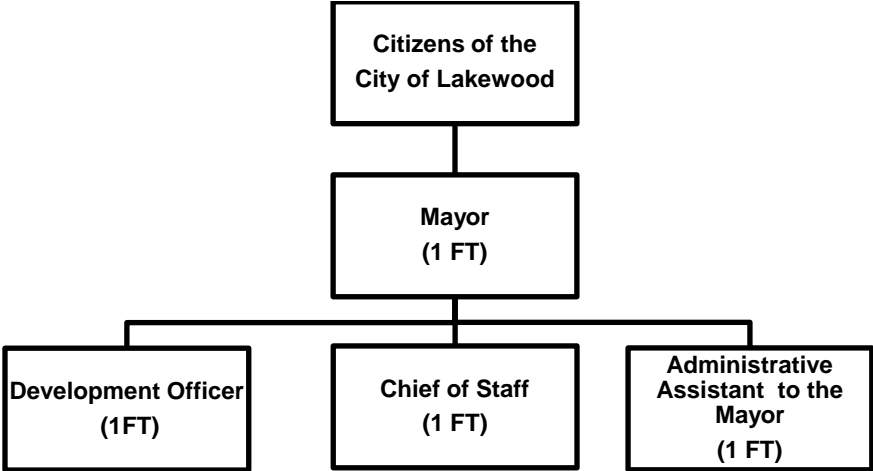 Citizens of the
City of Lakewood
Mayor
(1 FT)
Development Officer
(1FT)
Chief of Staff
(1 FT)
Administrative
Assistant to the
Mayor
(1 FT)